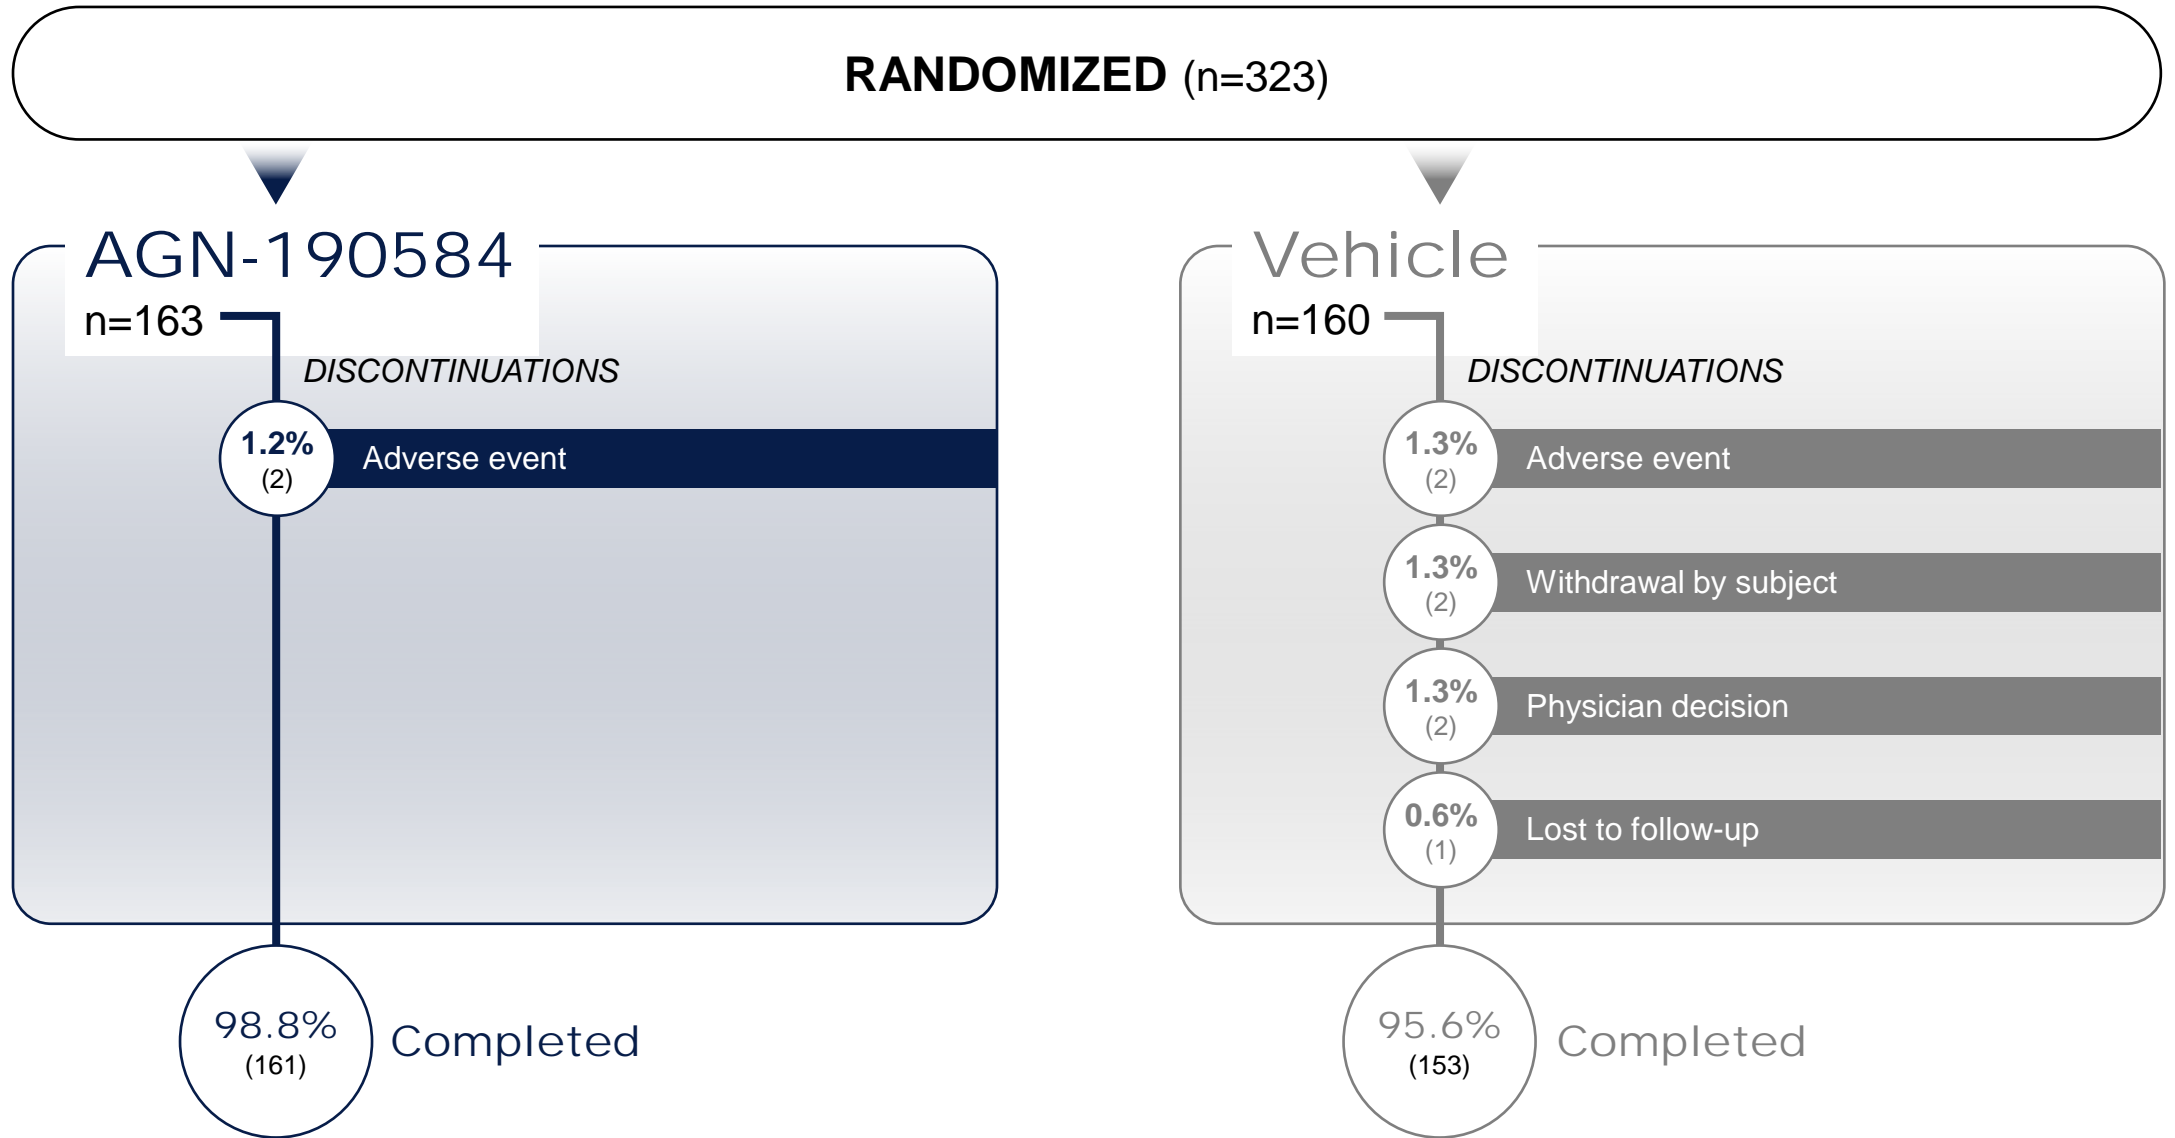 RANDOMIZED (n=323)
AGN-190584
n=163
DISCONTINUATIONS
1.2%
(2)
Adverse event
98.8%
(161)
Completed
Vehicle
n=160
DISCONTINUATIONS
1.3%
(2)
Adverse event
1.3%
(2)
Withdrawal by subject
1.3%
(2)
Physician decision
0.6%
(1)
Lost to follow-up
95.6%
(153)
Completed